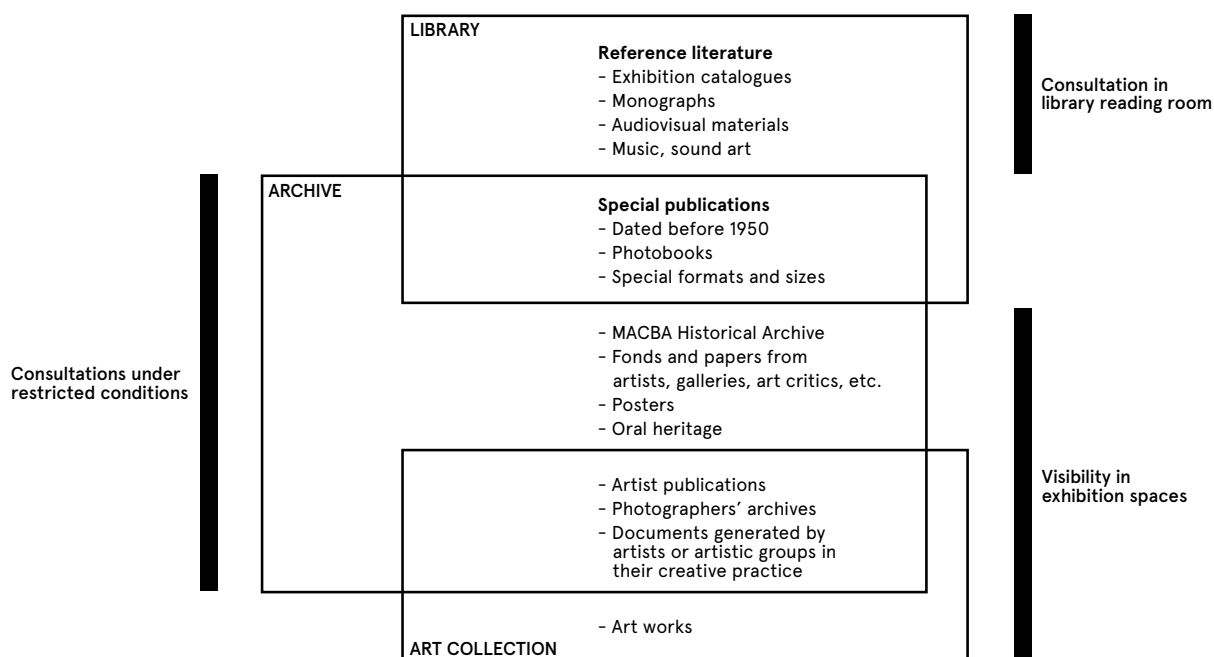 LIBRARY
Reference literature
- Exhibition catalogues
- Monographs
- Audiovisual materials
- Music, sound art
Consultation in
library reading room
ARCHIVE
Special publications
- Dated before 1950
- Photobooks
- Special formats and sizes
- MACBA Historical Archive
- Fonds and papers from
artists, galleries, art critics, etc.
- Posters
- Oral heritage
Consultations under
restricted conditions
- Artist publications
- Photographers’ archives
- Documents generated by
artists or artistic groups in
their creative practice
Visibility in
exhibition spaces
- Art works
ART COLLECTION